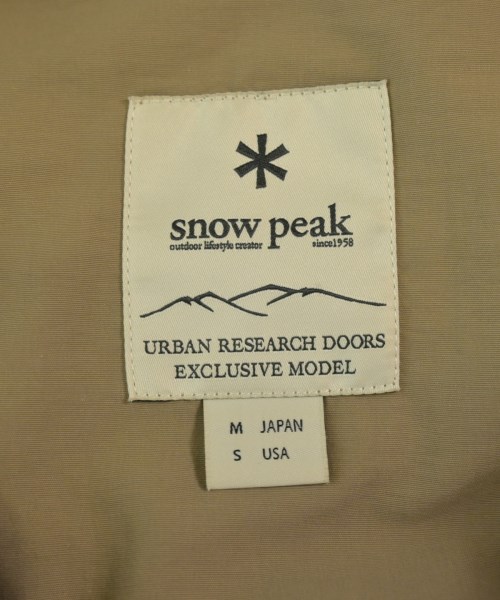 snow peak
outdoor lifestyle creator since1958
URBAN RESEARCH DOORS
EXCLUSIVE MODEL
M JAPAN
S USA